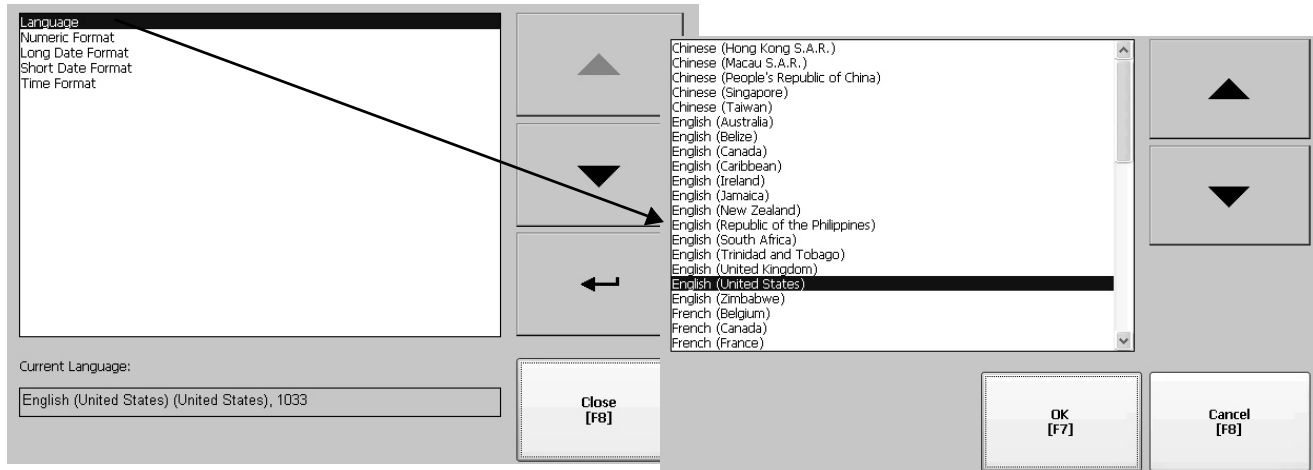 Language
Numeric Format
Long Date Format
Short Date Format
Time Format
Current Language:
English (United States) (United States), 1033
Close
[F8]
Chinese (Hong Kong S.A.R.)
Chinese (Macau S.A.R.)
Chinese (People's Republic of China)
Chinese (Singapore)
Chinese (Taiwan)
English (Australia)
English (Belize)
English (Canada)
English (Caribbean)
English (Ireland)
English (Jamaica)
English (New Zealand)
English (Republic of the Philippines)
English (South Africa)
English (Trinidad and Tobago)
English (United Kingdom)
English (United States)
English (Zimbabwe)
French (Belgium)
French (Canada)
French (France)
OK
[F7]
Cancel
[F8]